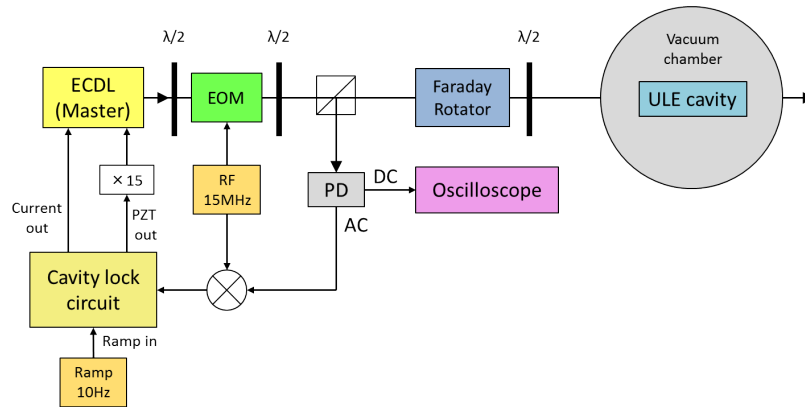 λ/2
λ/2
λ/2
ECDL
(Master)
EOM
Faraday
Rotator
Vacuum
chamber
ULE cavity
×15
RF
15MHz
PD
DC
Oscilloscope
AC
Current
out
PZT
out
Cavity lock
circuit
Ramp in
Ramp
10Hz